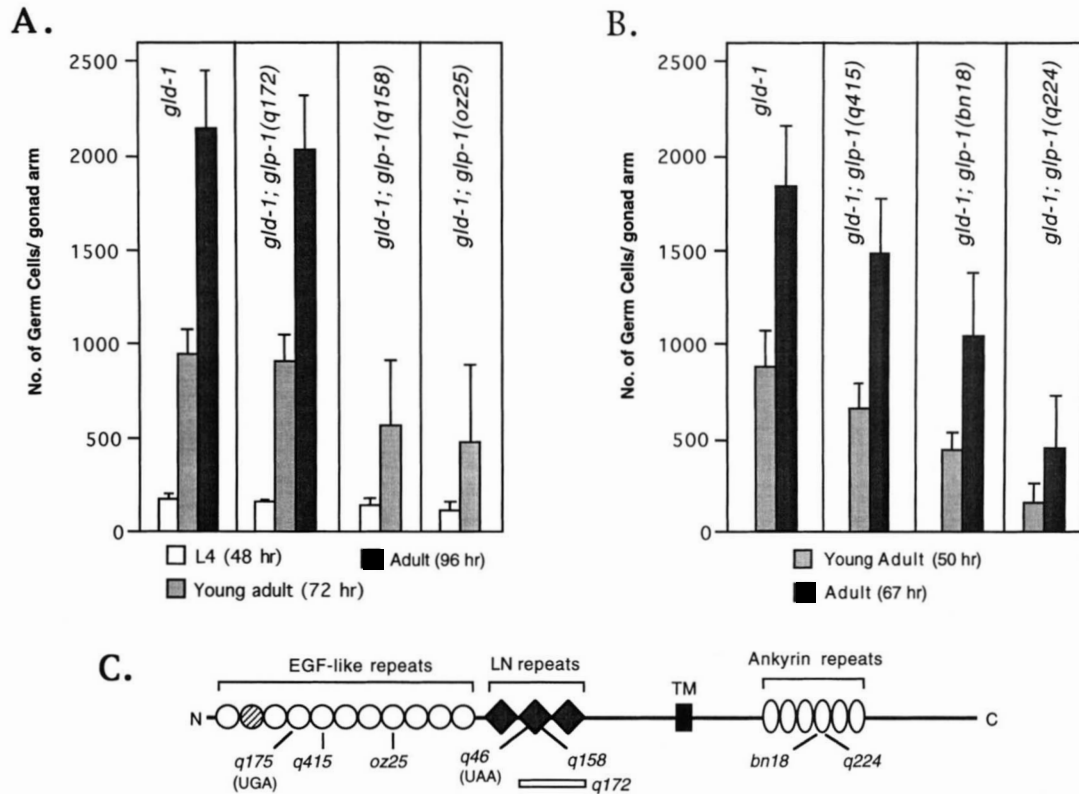 A.
No. of Germ Cells/ gonad arm
2500
2000
1500
1000
500
0
gld-1
gld-1; glp-1(q172)
gld-1; glp-1(q158)
gld-1; glp-1(oz25)
L4 (48 hr)
Adult (96 hr)
Young adult (72 hr)
B.
No. of Germ Cells/ gonad arm
2500
2000
1500
1000
500
0
gld-1
gld-1; glp-1(q415)
gld-1; glp-1(bn18)
gld-1; glp-1(q224)
Young Adult (50 hr)
Adult (67 hr)
C.
EGF-like repeats
LN repeats
Ankyrin repeats
TM
N
C
q175
(UGA)
q415
oz25
q46
(UAA)
q158
q172
bn18
q224